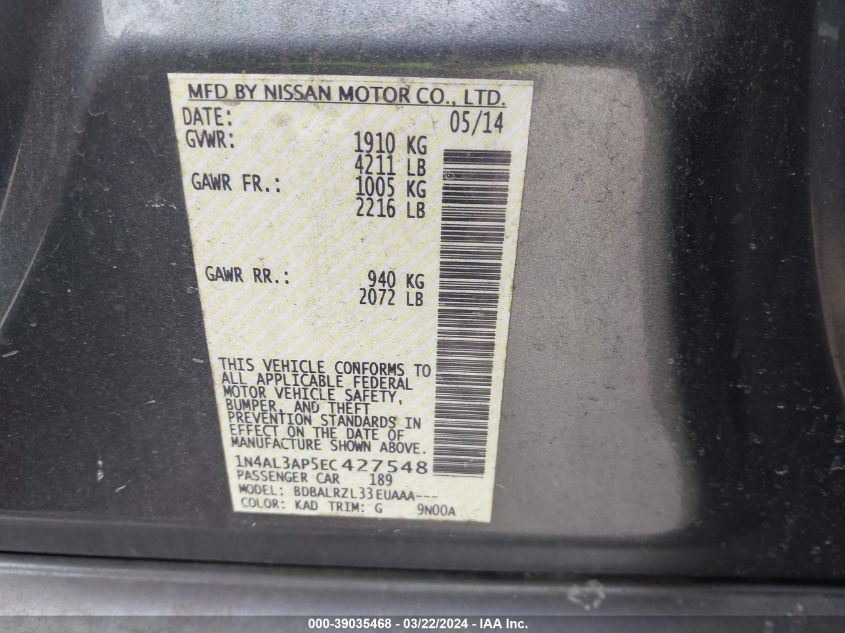 MFD BY NISSAN MOTOR CO., LTD.
DATE: 05/14
GVWR: 1910 KG
4211 LB
GAWR FR.: 1005 KG
2216 LB
GAWR RR.: 940 KG
2072 LB
THIS VEHICLE CONFORMS TO
ALL APPLICABLE FEDERAL
MOTOR VEHICLE SAFETY,
BUMPER, AND THEFT
PREVENTION STANDARDS IN
EFFECT ON THE DATE OF
MANUFACTURE SHOWN ABOVE.
1N4AL3AP5EC427548
PASSENGER CAR 189
MODEL: BDBALRZL33EUAAA---
COLOR: KAD TRIM: G 9N00A
000-39035468 - 03/22/2024 - IAA Inc.